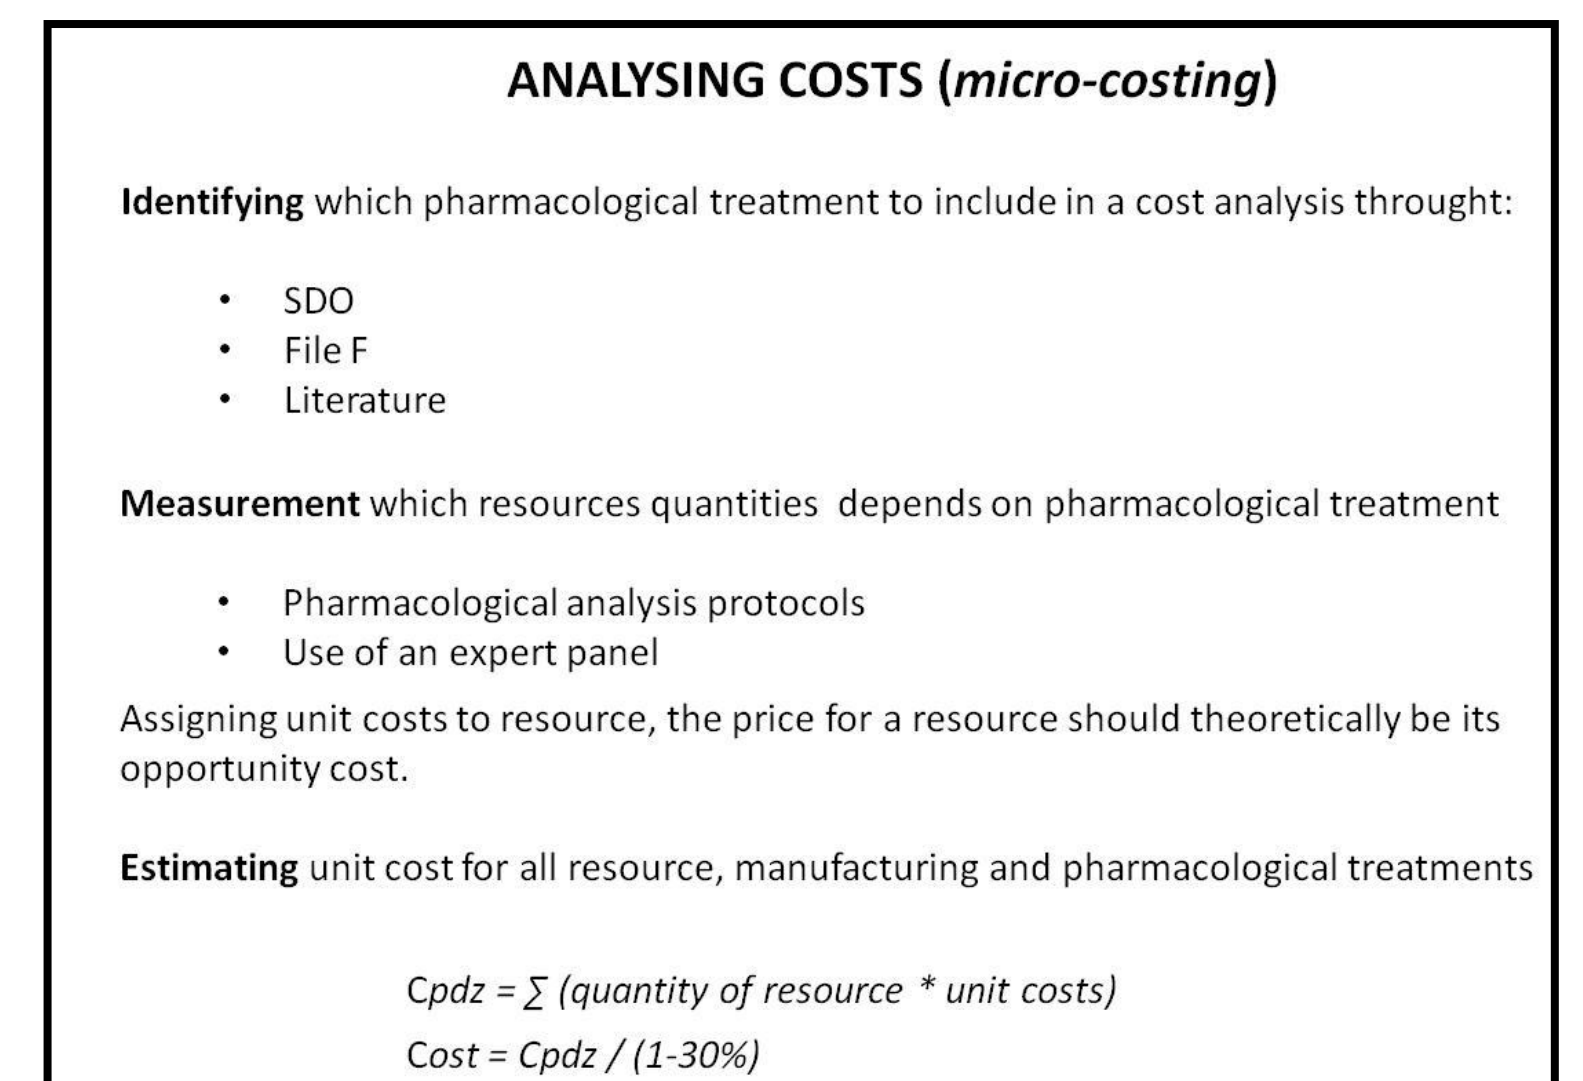 ANALYSING COSTS (micro-costing)
Identifying which pharmacological treatment to include in a cost analysis throught:
• SDO
• File F
• Literature
Measurement which resources quantities depends on pharmacological treatment
• Pharmacological analysis protocols
• Use of an expert panel
Assigning unit costs to resource, the price for a resource should theoretically be its
opportunity cost.
Estimating unit cost for all resource, manufacturing and pharmacological treatments
Cpdz = ∑ (quantity of resource * unit costs)
Cost = Cpdz / (1-30%)